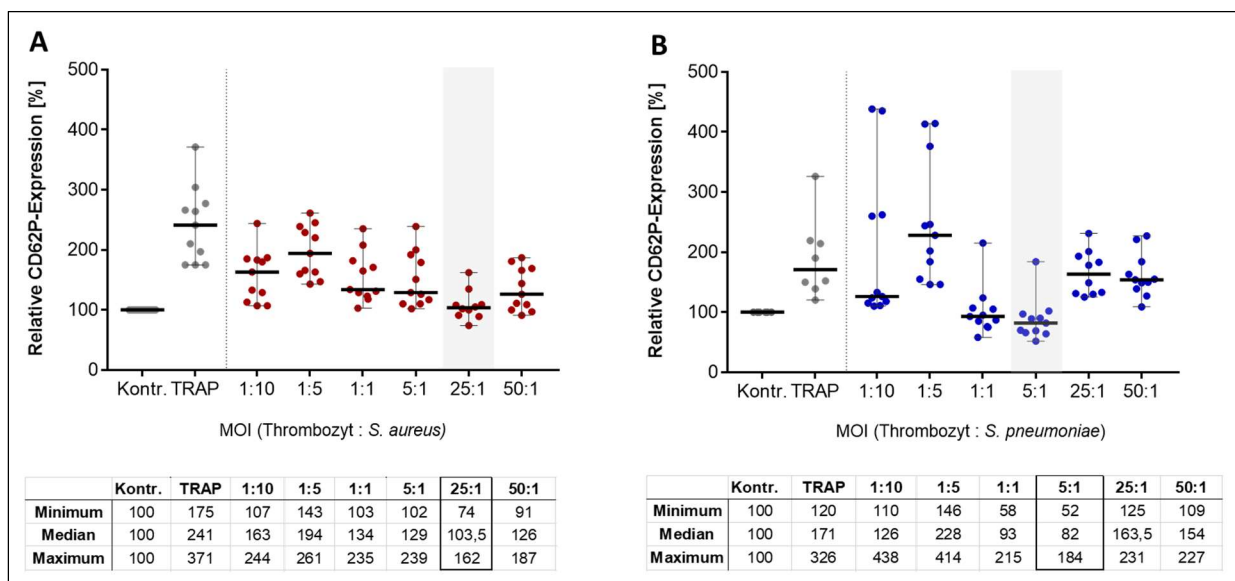 A
Relative CD62P-Expression [%]
500
400
300
200
100
0
Kontr. TRAP 1:10 1:5 1:1 5:1 25:1 50:1
MOI (Thrombozyt : S. aureus)
Kontr. TRAP 1:10 1:5 1:1 5:1 25:1 50:1
Minimum 100 175 107 143 103 102 74 91
Median 100 241 163 194 134 129 103,5 126
Maximum 100 371 244 261 235 239 162 187
B
Relative CD62P-Expression [%]
500
400
300
200
100
0
Kontr. TRAP 1:10 1:5 1:1 5:1 25:1 50:1
MOI (Thrombozyt : S. pneumoniae)
Kontr. TRAP 1:10 1:5 1:1 5:1 25:1 50:1
Minimum 100 120 110 146 58 52 125 109
Median 100 171 126 228 93 82 163,5 154
Maximum 100 326 438 414 215 184 231 227